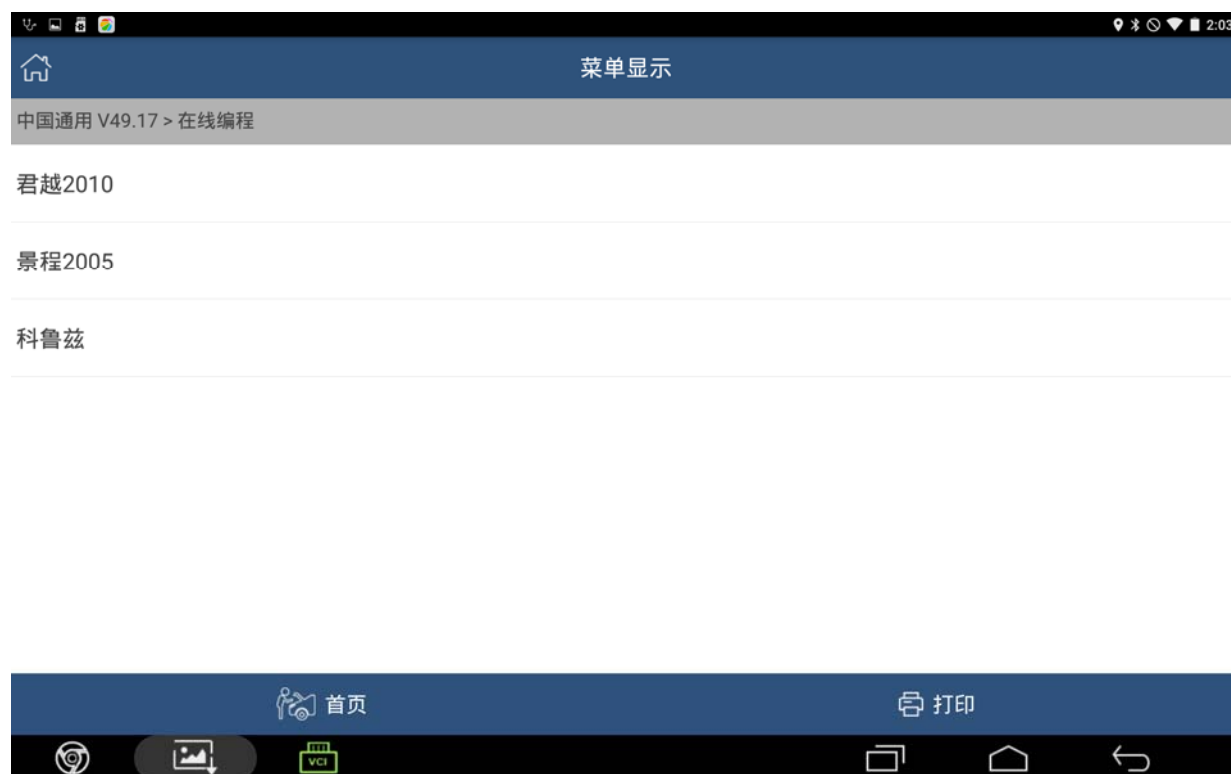 2:03
菜单显示
中国通用 V49.17 > 在线编程
君越2010
景程2005
科鲁兹
首页
打印
VCI